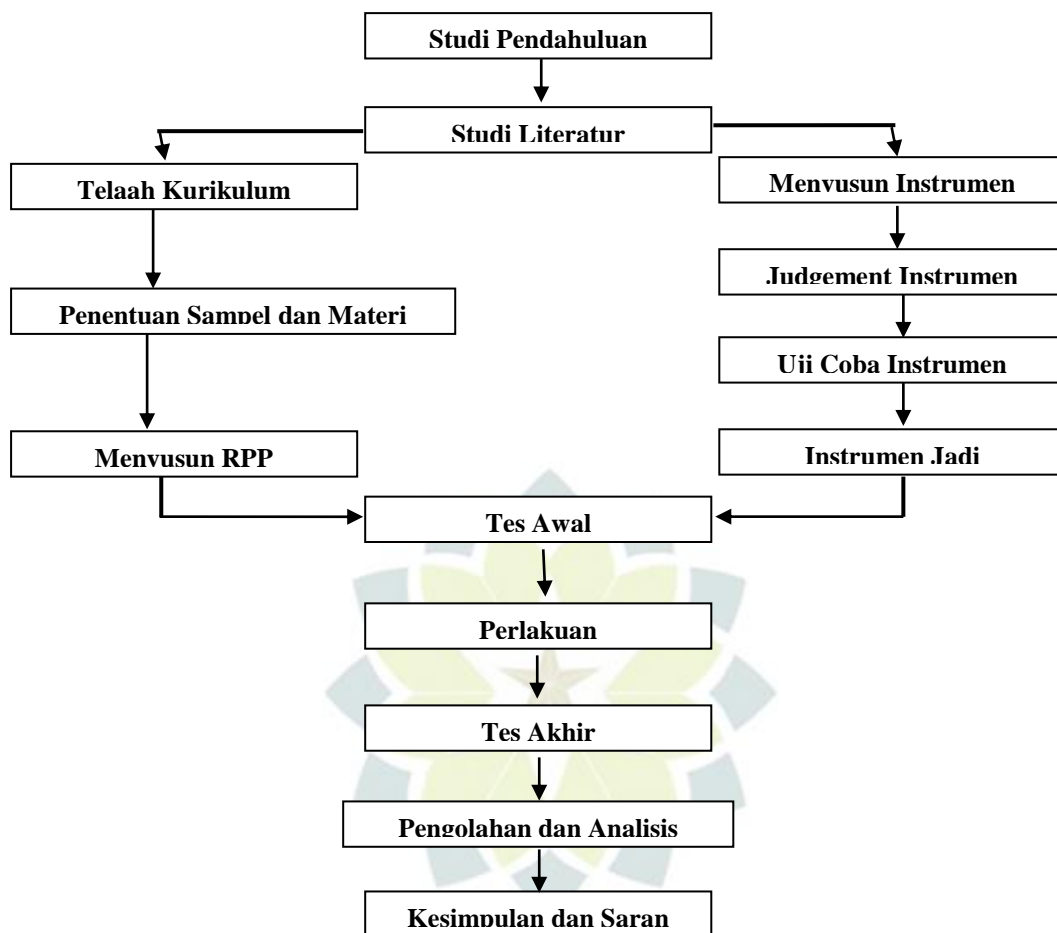 Studi Pendahuluan
Studi Literatur
Telaah Kurikulum
Menyusun Instrumen
Judgement Instrumen
Penentuan Sampel dan Materi
Uji Coba Instrumen
Menyusun RPP
Instrumen Jadi
Tes Awal
Perlakuan
Tes Akhir
Pengolahan dan Analisis
Kesimpulan dan Saran